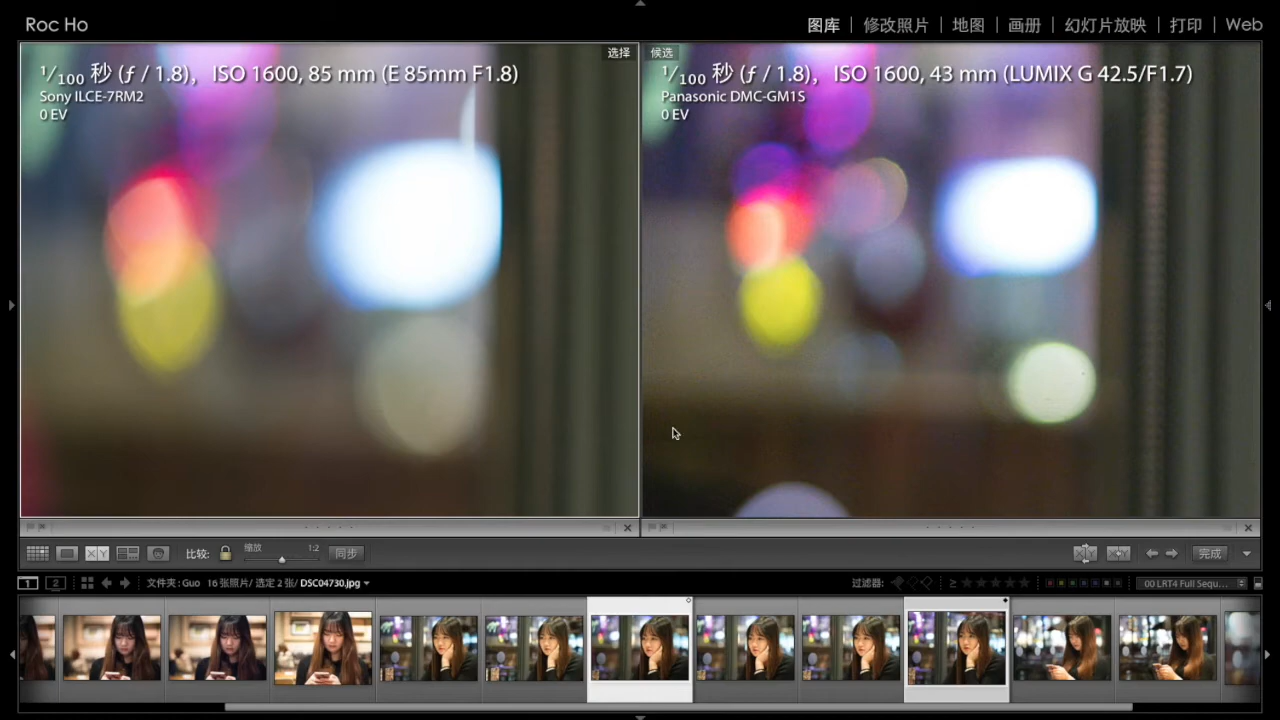 Roc Ho
图库 | 修改照片 | 地图 | 画册 | 幻灯片放映 | 打印 | Web
选择
1/100 秒 (ƒ / 1.8)， ISO 1600, 85 mm (E 85mm F1.8)
Sony ILCE-7RM2
0 EV
候选
1/100 秒 (ƒ / 1.8)， ISO 1600, 43 mm (LUMIX G 42.5/F1.7)
Panasonic DMC-GM1S
0 EV
X Y 比较: 缩放 1:2 同步
X Y X Y 完成
1 2 文件夹: Guo 16 张照片/ 选定 2 张/ DSC04730.jpg
过滤器: ≥ 00 LRT4 Full Sequ...